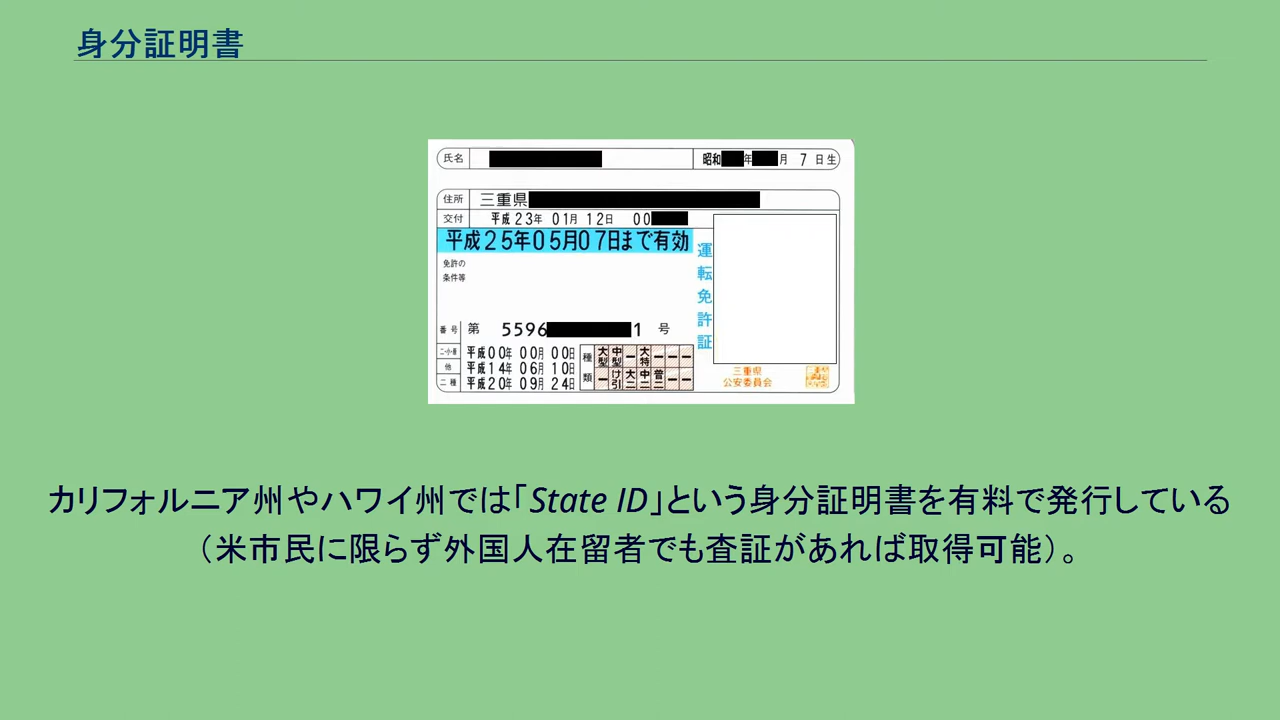 身分証明書
氏名 昭和 年 月 7 日生
住所 三重県
交付 平成23年 01月 12日 00
平成25年05月07日まで有効
免許の
条件等
運転免許証
番号 第 5596 1 号
二・小・原 平成00年 00月 00日
他 平成14年 06月 10日
二種 平成20年 09月 24日
種類 大型 中型 ー 大特 ー ー ー
ー け引 大二 中二 普二 ー ー
三重県
公安委員会
カリフォルニア州やハワイ州では「State ID」という身分証明書を有料で発行している
（米市民に限らず外国人在留者でも査証があれば取得可能）。